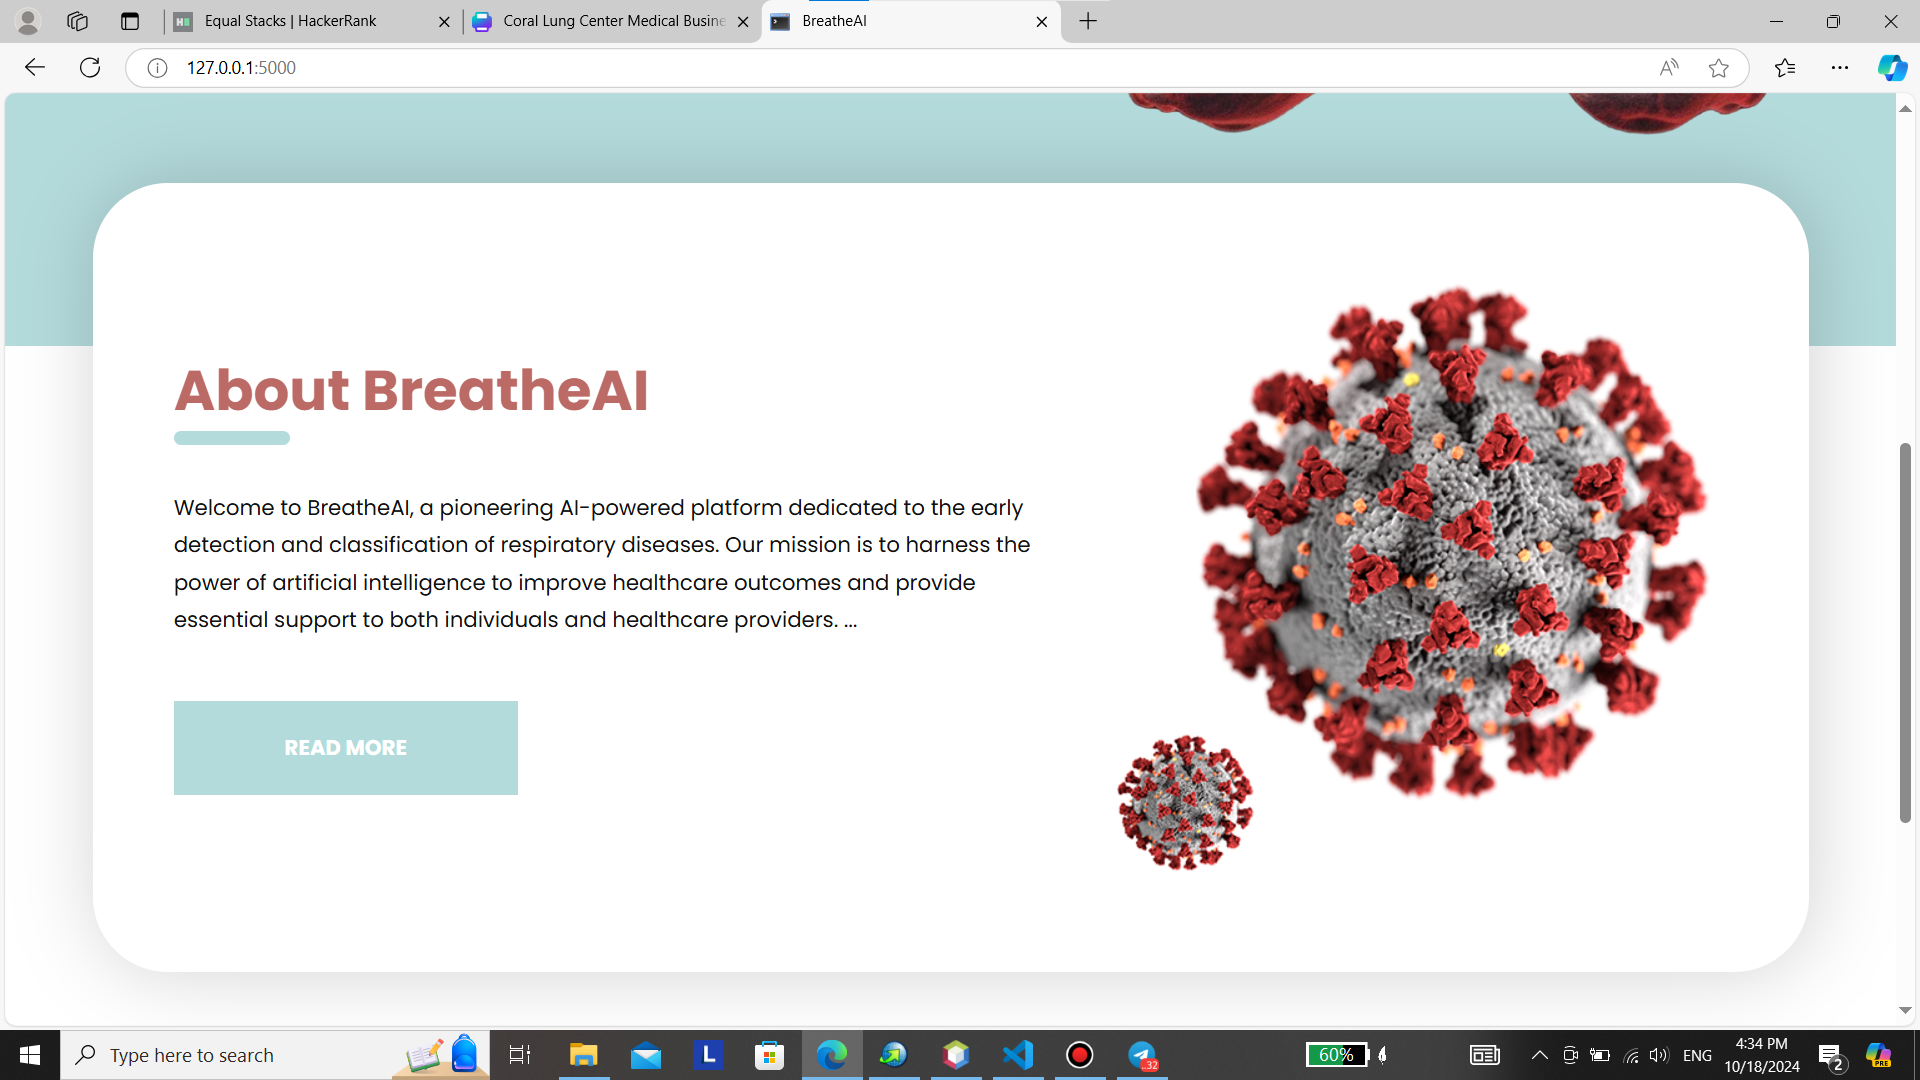 Equal Stacks | HackerRank
Coral Lung Center Medical Busine
BreatheAI
127.0.0.1:5000
About BreatheAI
Welcome to BreatheAI, a pioneering AI-powered platform dedicated to the early
detection and classification of respiratory diseases. Our mission is to harness the
power of artificial intelligence to improve healthcare outcomes and provide
essential support to both individuals and healthcare providers. ...
READ MORE
Type here to search
L
..32
60%
ENG
4:34 PM
10/18/2024
2
PRE